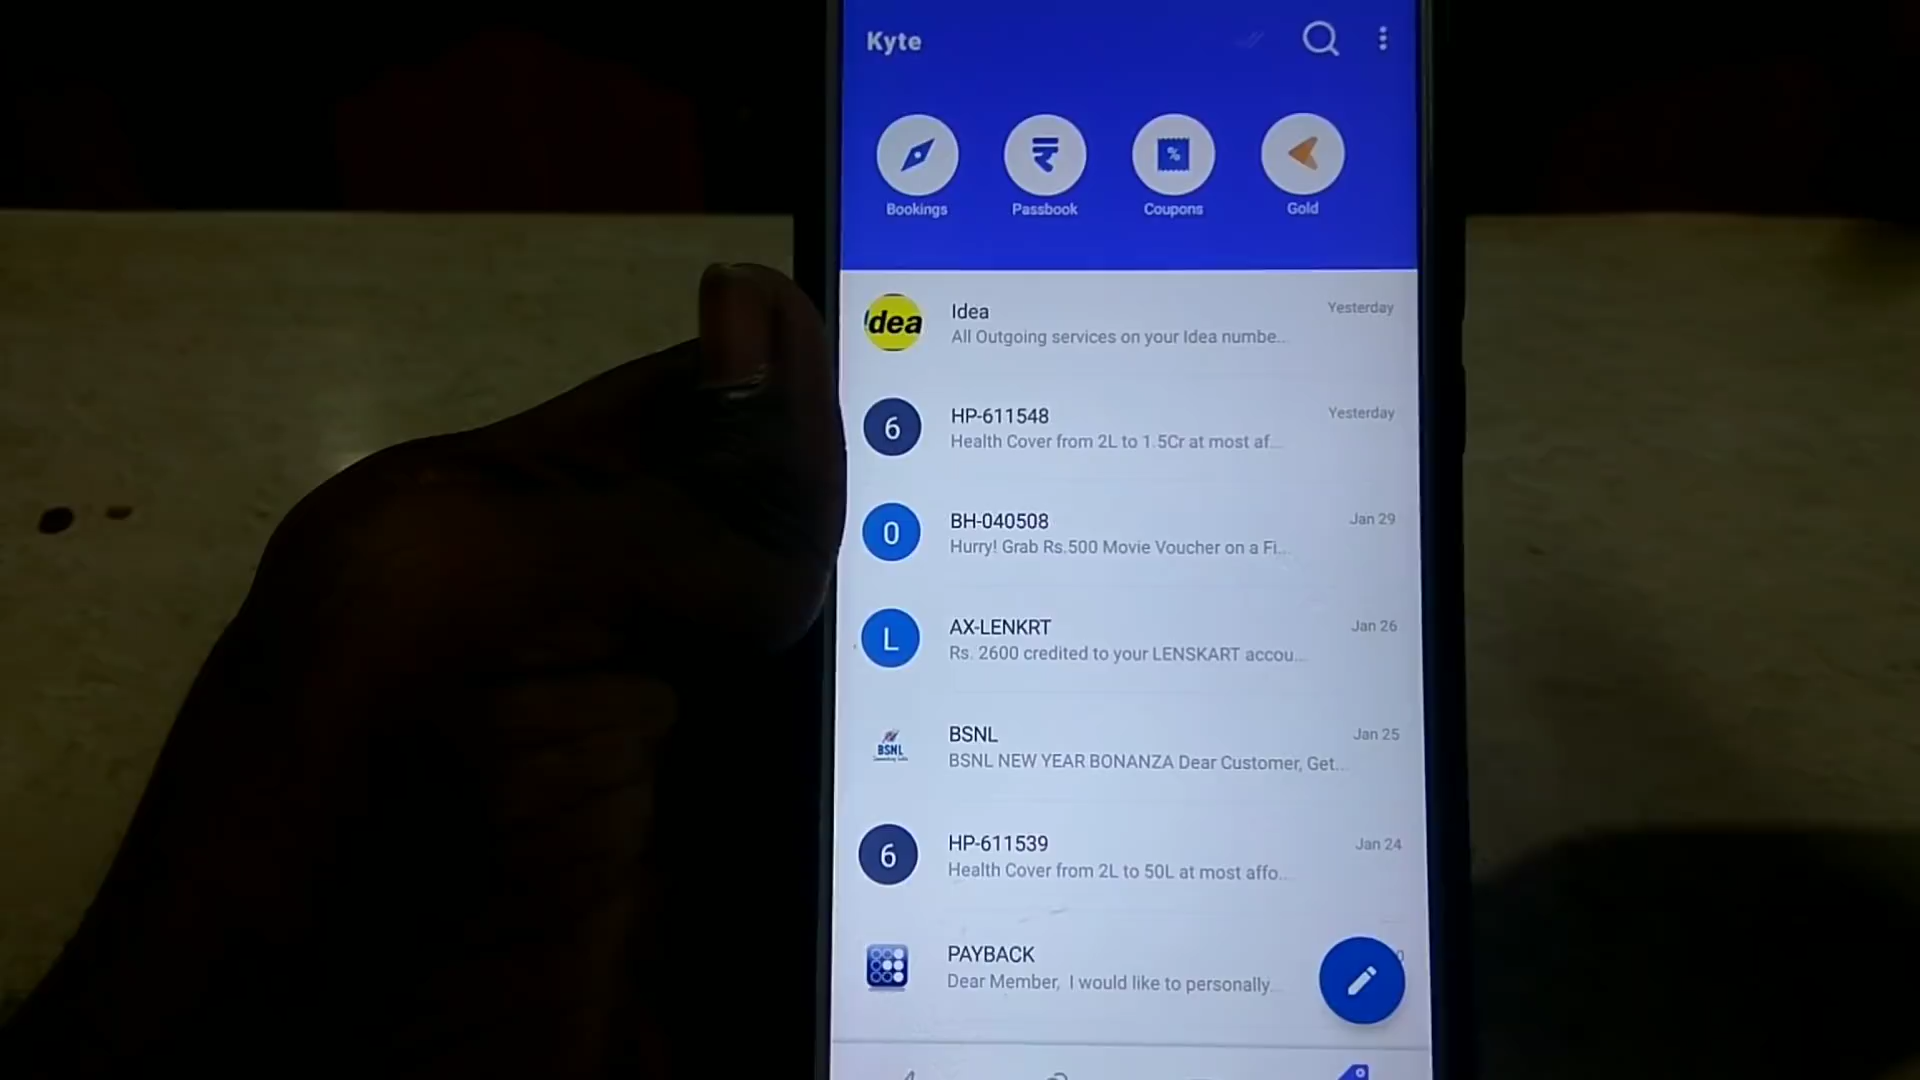 Kyte
Bookings
Passbook
Coupons
Gold
Idea
Idea
Yesterday
All Outgoing services on your Idea numbe...
6
HP-611548
Yesterday
Health Cover from 2L to 1.5Cr at most af...
0
BH-040508
Jan 29
Hurry! Grab Rs.500 Movie Voucher on a Fi...
L
AX-LENKRT
Jan 26
Rs. 2600 credited to your LENSKART accou...
BSNL
BSNL
Jan 25
BSNL NEW YEAR BONANZA Dear Customer, Get...
6
HP-611539
Jan 24
Health Cover from 2L to 50L at most affo...
PAYBACK
Dear Member, I would like to personally...